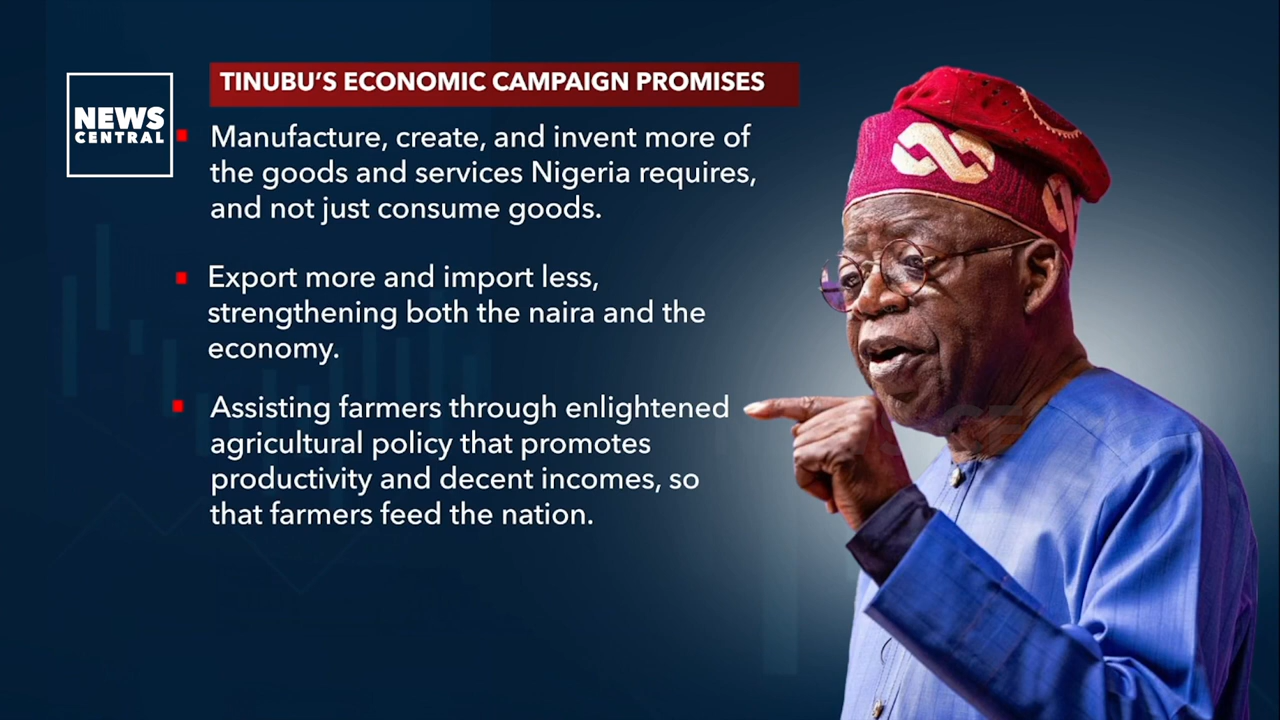 TINUBU'S ECONOMIC CAMPAIGN PROMISES
NEWS
CENTRAL
Manufacture, create, and invent more of
the goods and services Nigeria requires,
and not just consume goods.
Export more and import less,
strengthening both the naira and the
economy.
Assisting farmers through enlightened
agricultural policy that promotes
productivity and decent incomes, so
that farmers feed the nation.